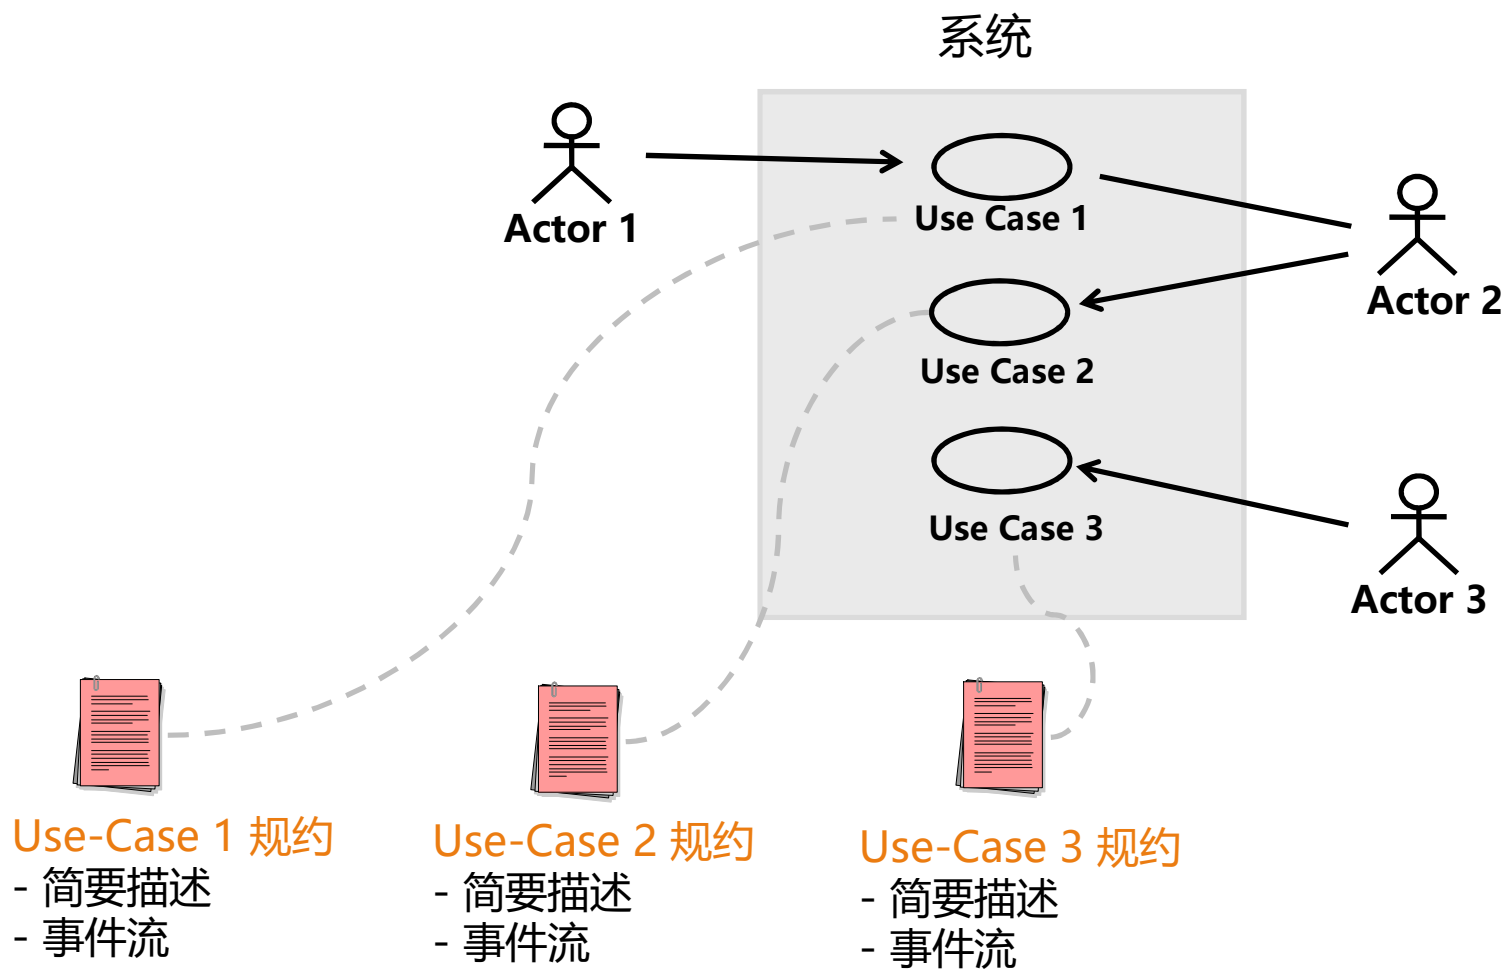 系统
Actor 1
Use Case 1
Actor 2
Use Case 2
Use Case 3
Actor 3
Use-Case 1 规约
- 简要描述
- 事件流
Use-Case 2 规约
- 简要描述
- 事件流
Use-Case 3 规约
- 简要描述
- 事件流